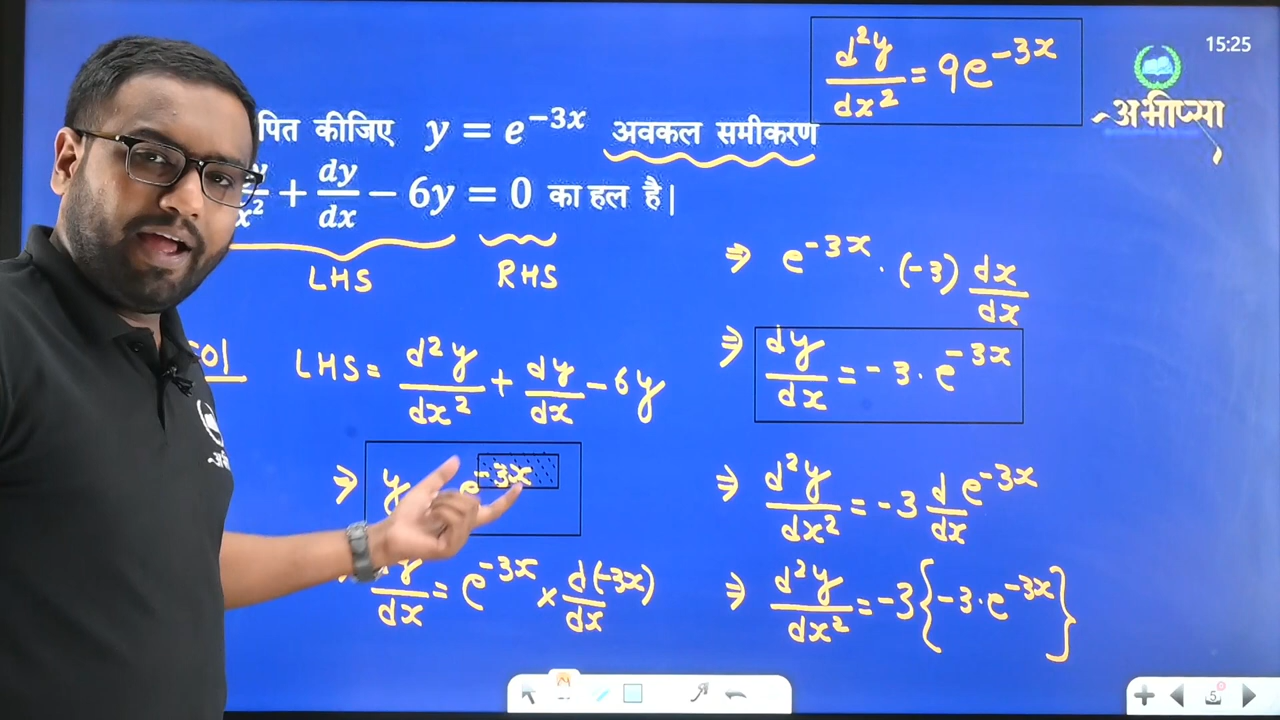 15:25
अभीप्सा
d²y/dx² = 9e^{-3x}
कीजिए y = e^{-3x} अवकल समीकरण
+ dy/dx - 6y = 0 का हल है |
LHS RHS
LHS = d²y/dx² + dy/dx - 6y
⇒ y e^{-3x}
/dx = e^{-3x} × d(-3x)/dx
⇒ e^{-3x} · (-3) dx/dx
⇒ dy/dx = -3 · e^{-3x}
⇒ d²y/dx² = -3 d/dx e^{-3x}
⇒ d²y/dx² = -3{-3 · e^{-3x}}
5